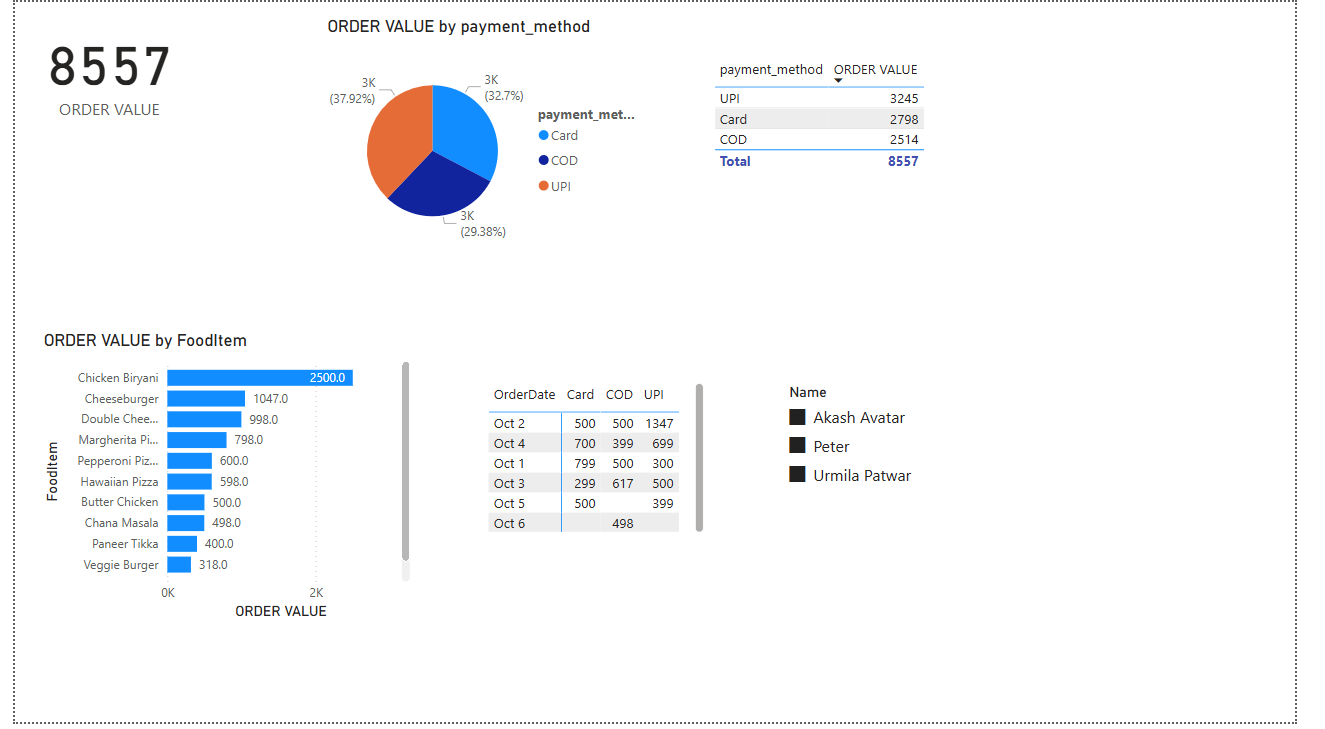 8557
ORDER VALUE
ORDER VALUE by payment_method
3K
(37.92%)
3K
(32.7%)
3K
(29.38%)
payment_met...
Card
COD
UPI
payment_method ORDER VALUE
UPI 3245
Card 2798
COD 2514
Total 8557
ORDER VALUE by FoodItem
FoodItem
Chicken Biryani 2500.0
Cheeseburger 1047.0
Double Chee... 998.0
Margherita Pi... 798.0
Pepperoni Piz... 600.0
Hawaiian Pizza 598.0
Butter Chicken 500.0
Chana Masala 498.0
Paneer Tikka 400.0
Veggie Burger 318.0
0K 2K
ORDER VALUE
OrderDate Card COD UPI
Oct 2 500 500 1347
Oct 4 700 399 699
Oct 1 799 500 300
Oct 3 299 617 500
Oct 5 500 399
Oct 6 498
Name
Akash Avatar
Peter
Urmila Patwar